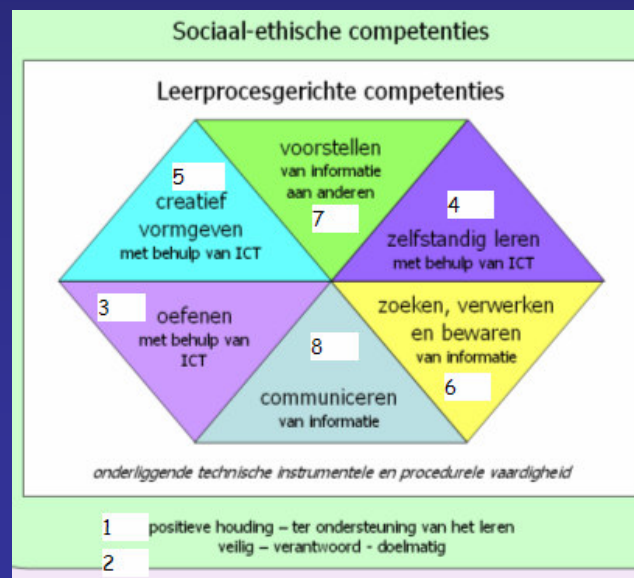 Sociaal-ethische competenties
Leerprocesgerichte competenties
voorstellen
van informatie
aan anderen
7
5
creatief
vormgeven
met behulp van ICT
4
zelfstandig leren
met behulp van ICT
3
oefenen
met behulp van
ICT
8
communiceren
van informatie
zoeken, verwerken
en bewaren
van informatie
6
onderliggende technische instrumentele en procedurele vaardigheid
1 positieve houding – ter ondersteuning van het leren
veilig – verantwoord - doelmatig
2